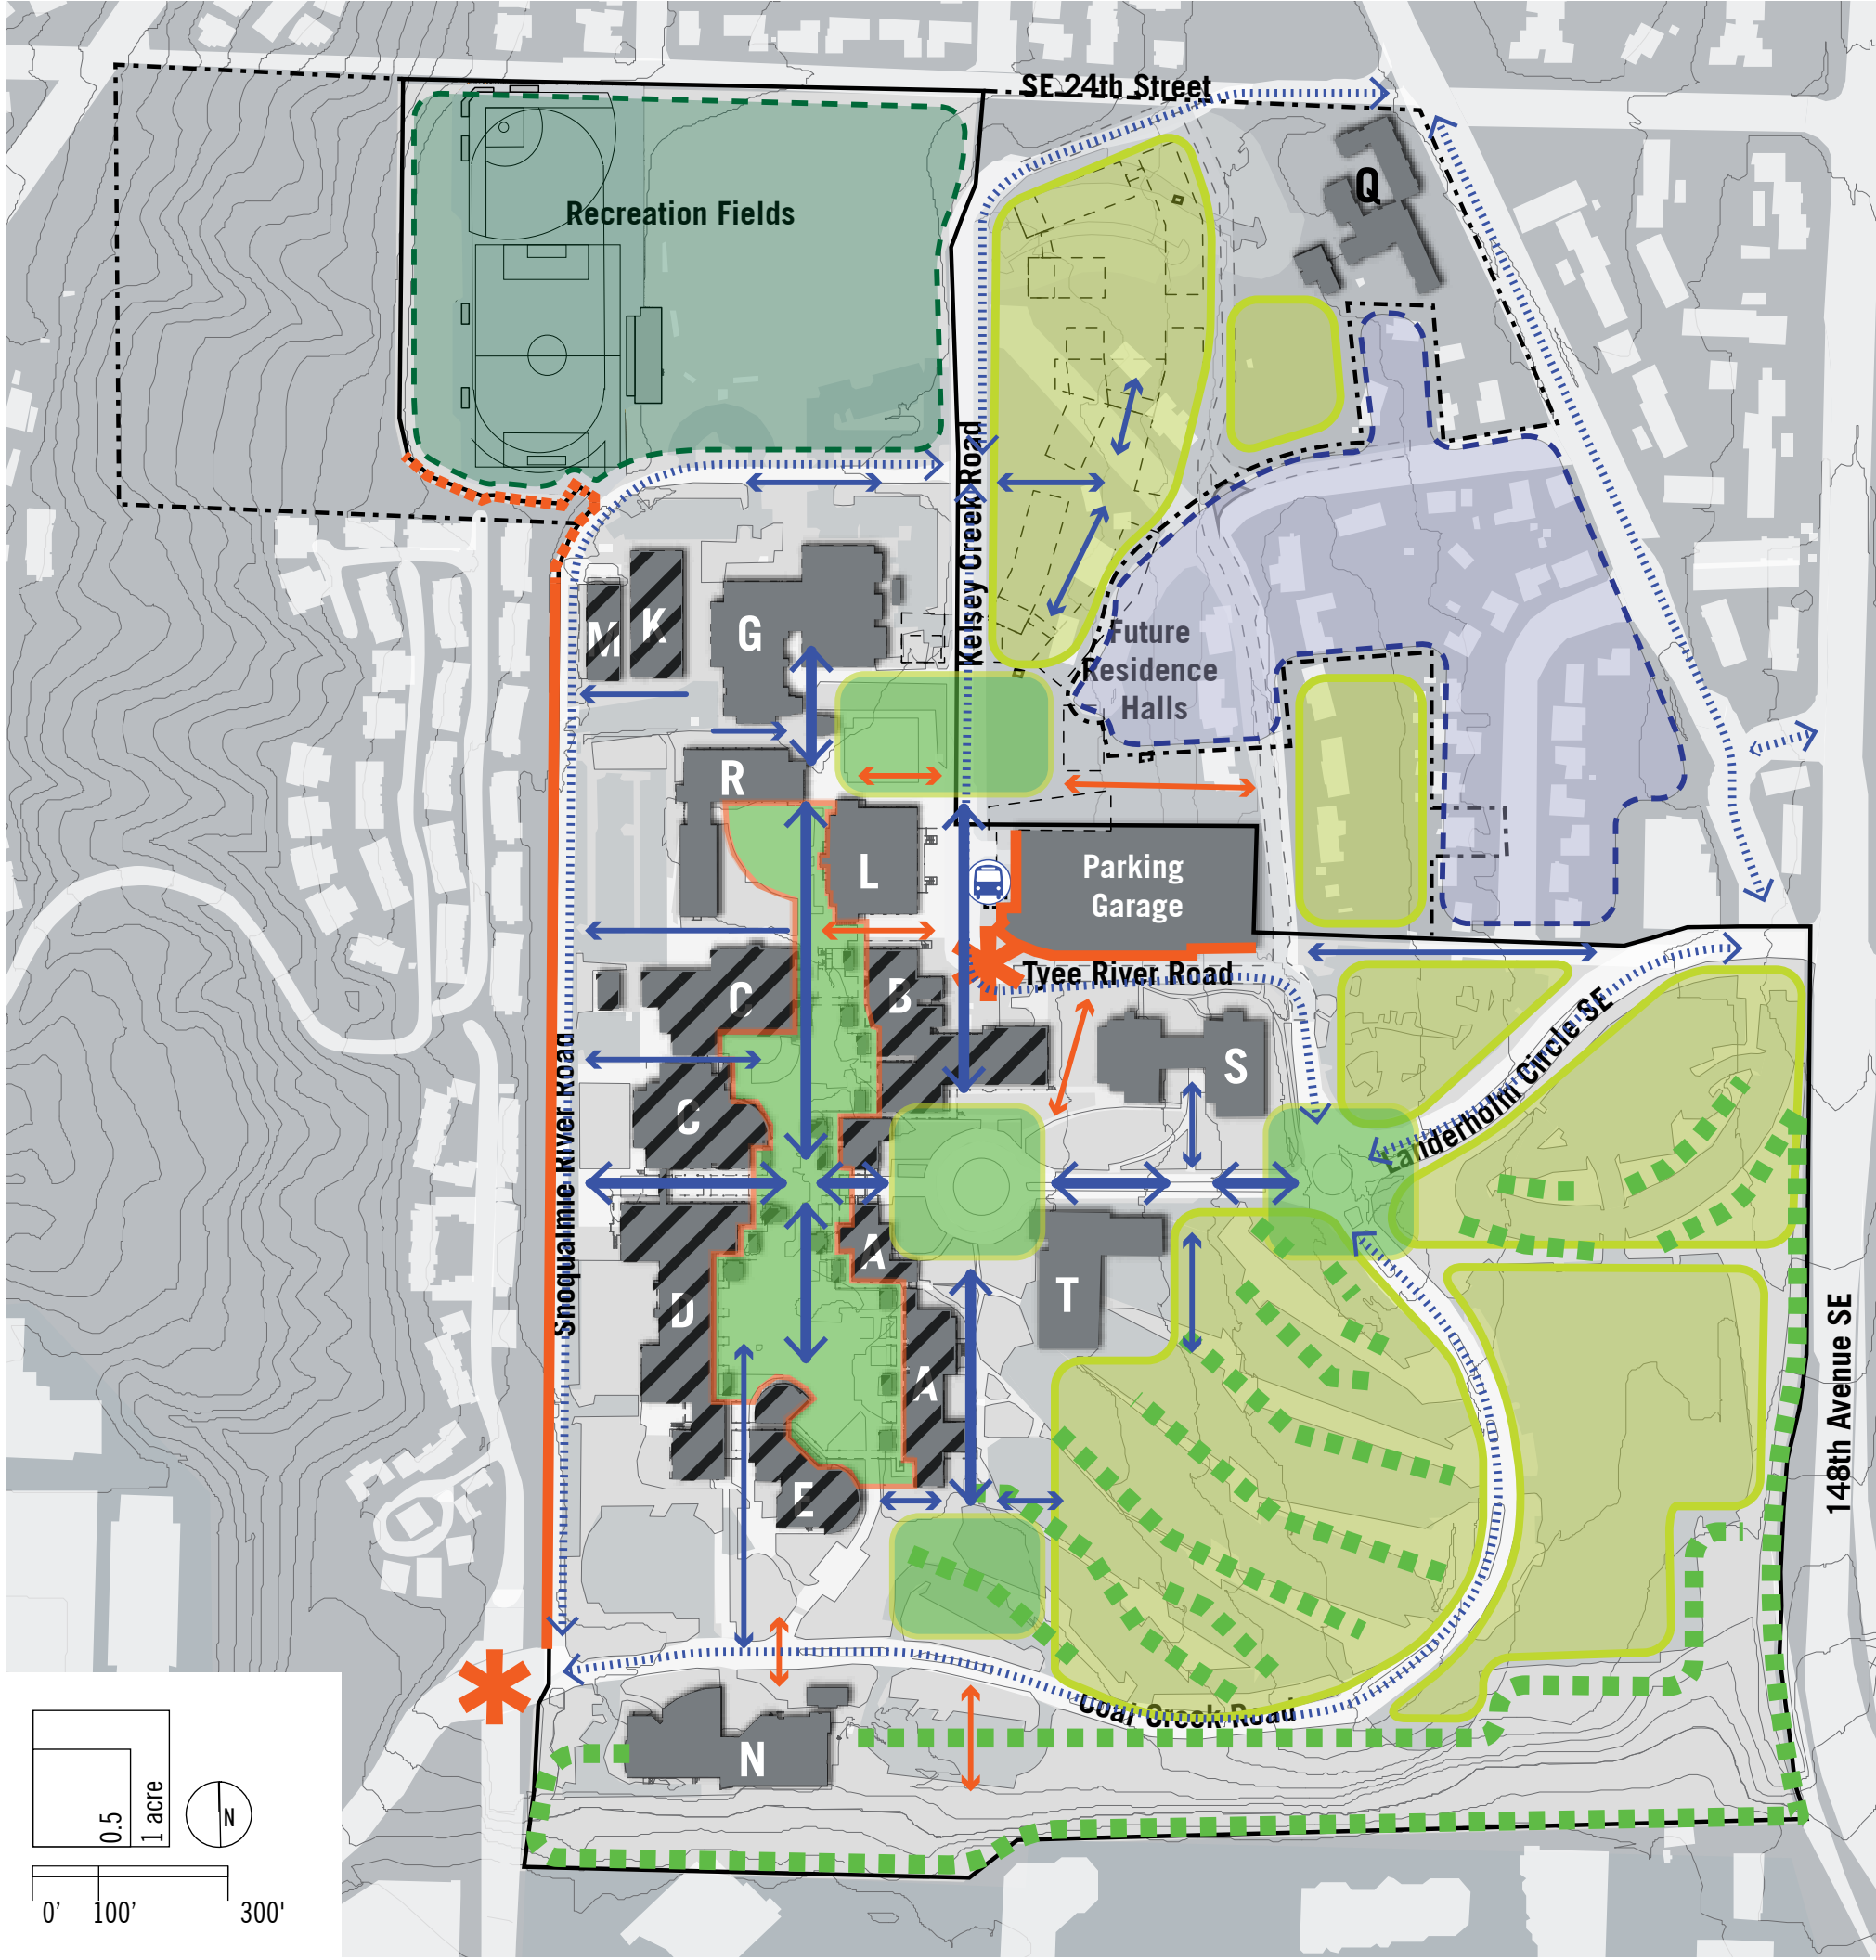 SE 24th Street
Q
Recreation Fields
Kelsey Creek Road
Future
Residence
Halls
M
K
G
R
L
Parking
Garage
Tyee River Road
C
B
S
C
Landerholm Circle SE
Snoqualmie River Road
A
D
T
A
148th Avenue SE
E
Coal Creek Road
N
0.5
1 acre
N
0'
100'
300'